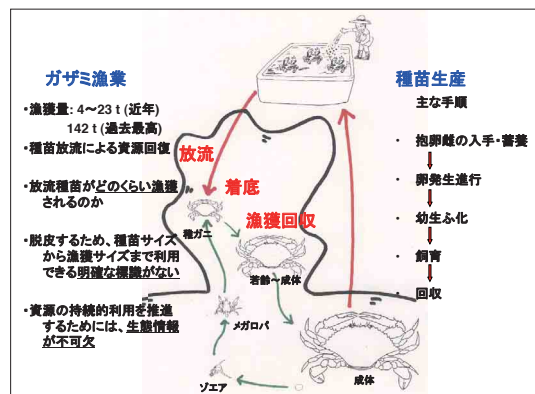 ガザミ漁業
・漁獲量: 4～23 t (近年)
142 t (過去最高)
・種苗放流による資源回復
・放流種苗がどのくらい漁獲
されるのか
・脱皮するため、種苗サイズ
から漁獲サイズまで利用
できる明確な標識がない
・資源の持続的利用を推進
するためには、生態情報
が不可欠
放流
着底
漁獲回収
稚ガニ
若齢～成体
メガロパ
ゾエア
成体
種苗生産
主な手順
・ 抱卵雌の入手・蓄養
・ 卵発生進行
・ 幼生ふ化
・ 飼育
・ 回収